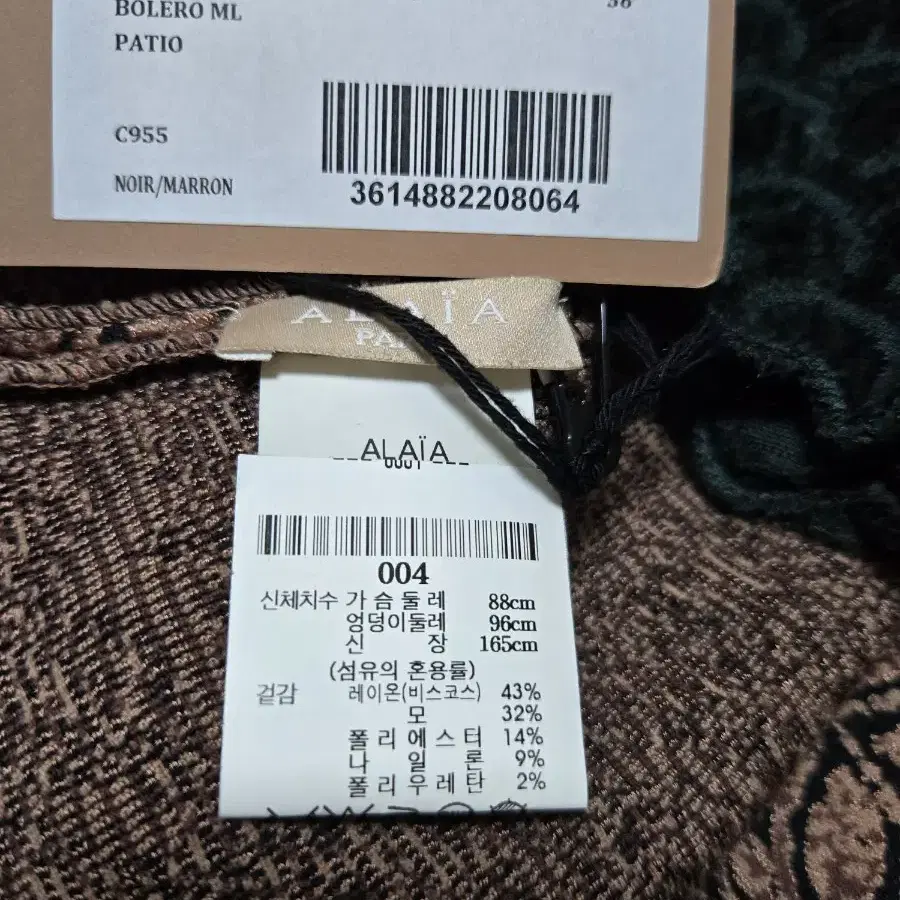 BOLERO ML
PATIO
C955
NOIR/MARRON
3614882208064
ALAÏA
ALAÏA
004
신체치수 가 슴 둘 레 88cm
엉덩이둘레 96cm
신 장 165cm
(섬유의 혼용률)
겉감 레이온(비스코스) 43%
모 32%
폴 리 에 스 터 14%
나 일 론 9%
폴 리 우 레 탄 2%